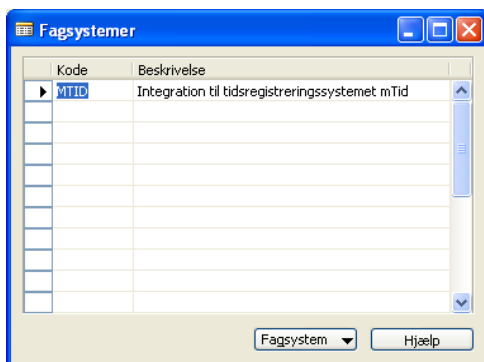 Fagsystemer
Kode Beskrivelse
MTID Integration til tidsregistreringssystemet mTid
Fagsystem Hjælp